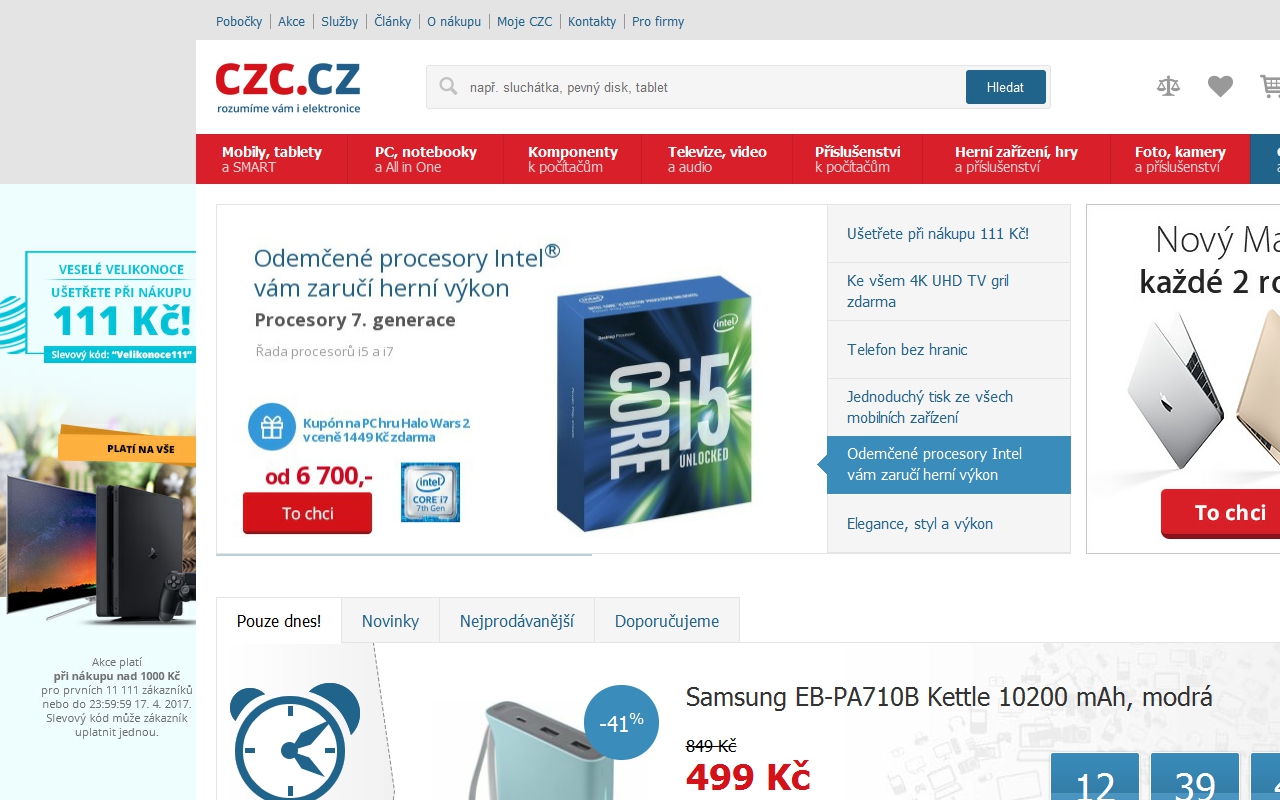 Pobočky
Akce
Služby
Články
O nákupu
Moje CZC
Kontakty
Pro firmy
CZC.CZ
rozumíme vám i elektronice
např. sluchátka, pevný disk, tablet
Hledat
Mobily, tablety
a SMART
PC, notebooky
a All in One
Komponenty
k počítačům
Televize, video
a audio
Příslušenství
k počítačům
Herní zařízení, hry
a příslušenství
Foto, kamery
a příslušenství
VESELÉ VELIKONOCE
UŠETŘETE PŘI NÁKUPU
111 Kč!
Slevový kód: "Velikonoce111"
PLATÍ NA VŠE
Akce platí
při nákupu nad 1000 Kč
pro prvních 11 111 zákazníků
nebo do 23:59:59 17. 4. 2017.
Slevový kód může zákazník
uplatnit jednou.
Odemčené procesory Intel®
vám zaručí herní výkon
Procesory 7. generace
Řada procesorů i5 a i7
Kupón na PC hru Halo Wars 2
v ceně 1449 Kč zdarma
od 6 700,-
To chci
intel
CORE i7
7th Gen
intel
intel
CORE i5
UNLOCKED
Ušetřete při nákupu 111 Kč!
Ke všem 4K UHD TV gril
zdarma
Telefon bez hranic
Jednoduchý tisk ze všech
mobilních zařízení
Odemčené procesory Intel
vám zaručí herní výkon
Elegance, styl a výkon
Nový Ma
každé 2 ro
To chci
Pouze dnes!
Novinky
Nejprodávanější
Doporučujeme
-41%
Samsung EB-PA710B Kettle 10200 mAh, modrá
849 Kč
499 Kč
12
39